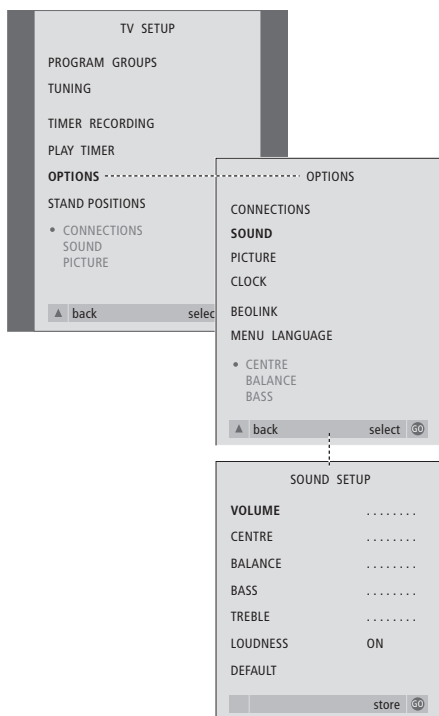 TV SETUP
PROGRAM GROUPS
TUNING
TIMER RECORDING
PLAY TIMER
OPTIONS
STAND POSITIONS
• CONNECTIONS
SOUND
PICTURE
▲ back selec
OPTIONS
CONNECTIONS
SOUND
PICTURE
CLOCK
BEOLINK
MENU LANGUAGE
• CENTRE
BALANCE
BASS
▲ back select GO
SOUND SETUP
VOLUME ........
CENTRE ........
BALANCE ........
BASS ........
TREBLE ........
LOUDNESS ON
DEFAULT
store GO